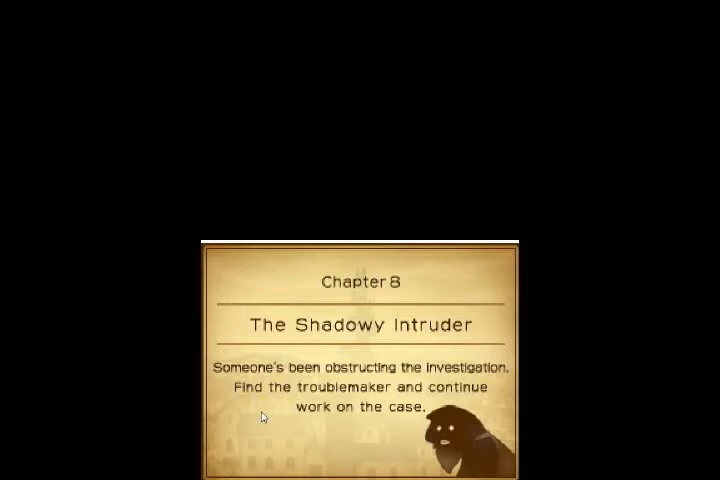 Chapter 8
The Shadowy Intruder
Someone's been obstructing the investigation.
Find the troublemaker and continue
work on the case.